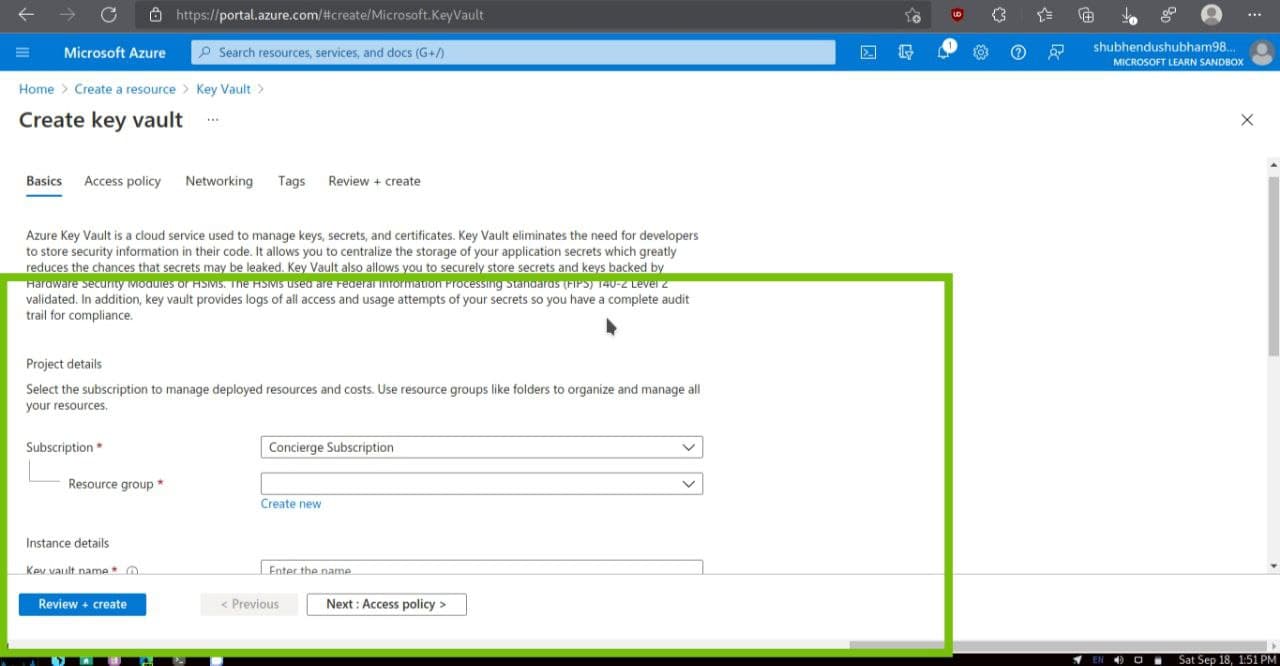 https://portal.azure.com/#create/Microsoft.KeyVault
Microsoft Azure
Search resources, services, and docs (G+/)
1
shubhendushubham98...
MICROSOFT LEARN SANDBOX
Home > Create a resource > Key Vault >
Create key vault ...
Basics Access policy Networking Tags Review + create
Azure Key Vault is a cloud service used to manage keys, secrets, and certificates. Key Vault eliminates the need for developers
to store security information in their code. It allows you to centralize the storage of your application secrets which greatly
reduces the chances that secrets may be leaked. Key Vault also allows you to securely store secrets and keys backed by
Hardware Security Modules or HSMs. The HSMs used are Federal Information Processing Standards (FIPS) 140-2 Level 2
validated. In addition, key vault provides logs of all access and usage attempts of your secrets so you have a complete audit
trail for compliance.
Project details
Select the subscription to manage deployed resources and costs. Use resource groups like folders to organize and manage all
your resources.
Subscription * Concierge Subscription
Resource group *
Create new
Instance details
Key vault name * Enter the name
Review + create < Previous Next : Access policy >
EN Sat Sep 18, 1:51 PM